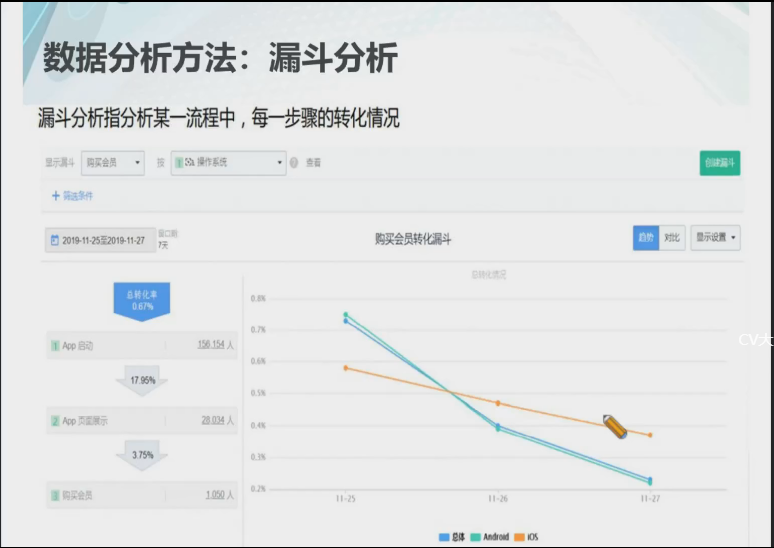 数据分析方法：漏斗分析
漏斗分析指分析某一流程中，每一步骤的转化情况
显示漏斗 购买会员 按 操作系统 查看 创建漏斗
+ 筛选条件
2019-11-25至2019-11-27 窗口期 7天 购买会员转化漏斗 趋势 对比 显示设置
总转化情况
总转化率
0.67%
1 App 启动 156,154 人
17.95%
2 App 页面展示 28,034 人
3.75%
3 购买会员 1,050 人
0.8%
0.7%
0.6%
0.5%
0.4%
0.3%
0.2%
11-25 11-26 11-27
总体 Android iOS
CV大